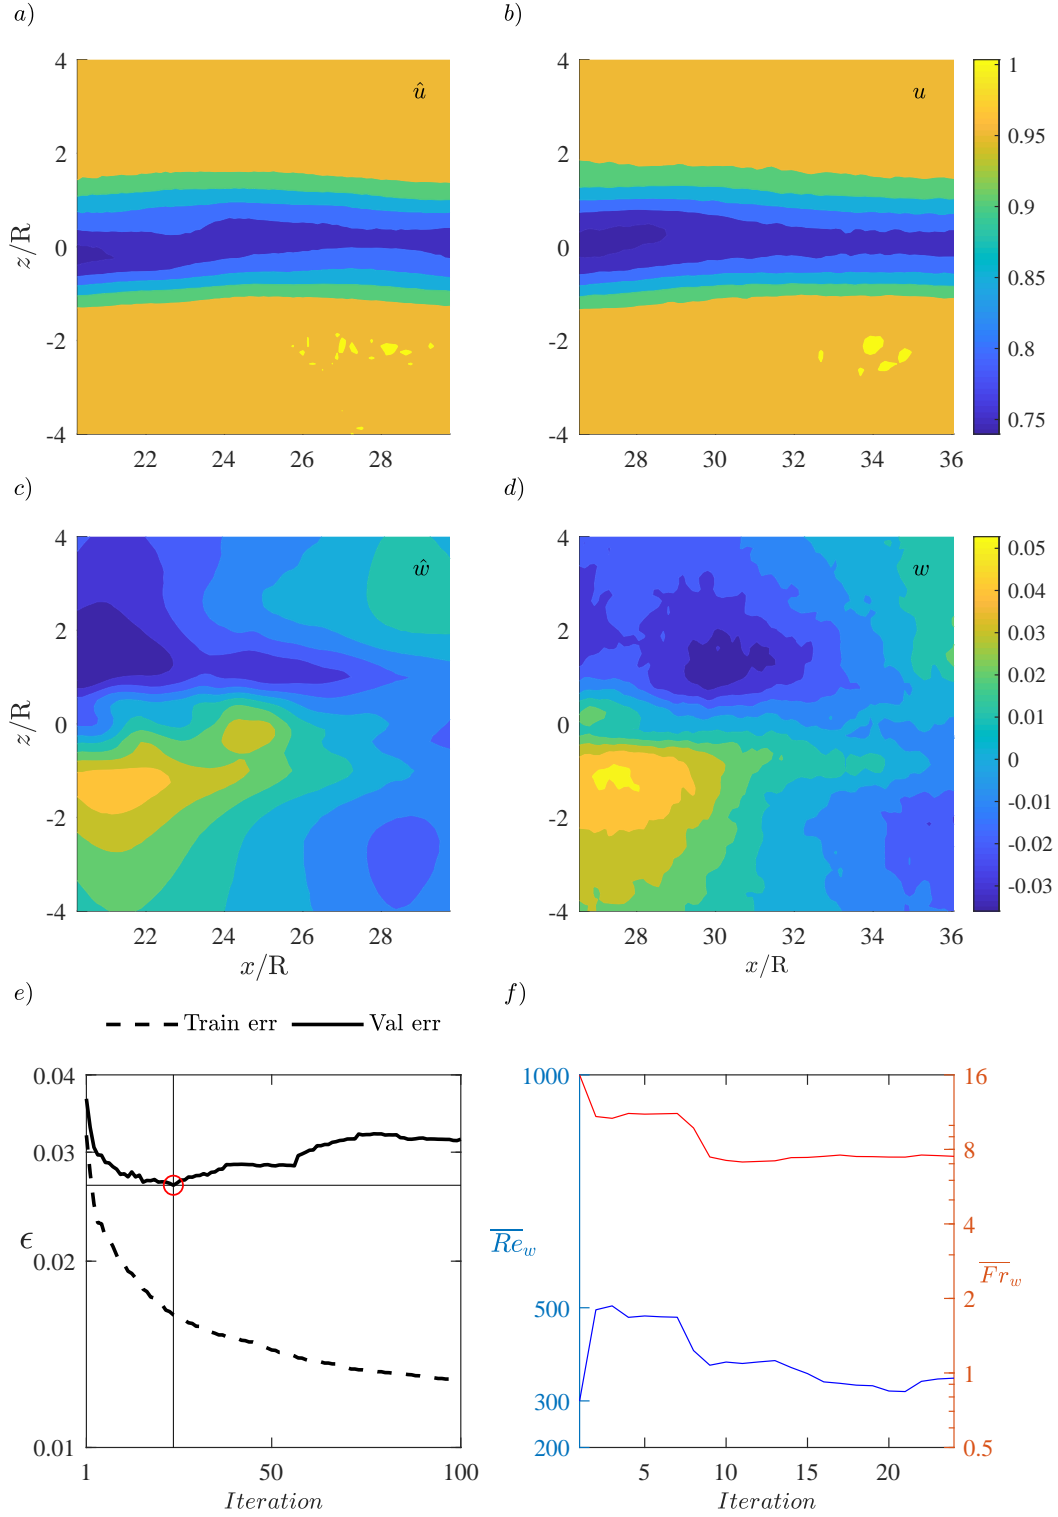 a) b)
4 4 1
û u
2 2 0.95
0.9
0 0
0.85
-2 -2 0.8
0.75
-4 -4
z/R
22 24 26 28 28 30 32 34 36
c) d)
4 4 0.05
ŵ w
0.04
2 2 0.03
0.02
0 0 0.01
0
-0.01
-2 -2 -0.02
-0.03
-4 -4
z/R
22 24 26 28 28 30 32 34 36
x/R x/R
e) f)
Train err Val err
0.04 1000 16
0.03 8
4
ϵ R̅e̅w F̅r̅w
0.02 500 2
300 1
0.01 200 0.5
1 50 100 5 10 15 20
Iteration Iteration